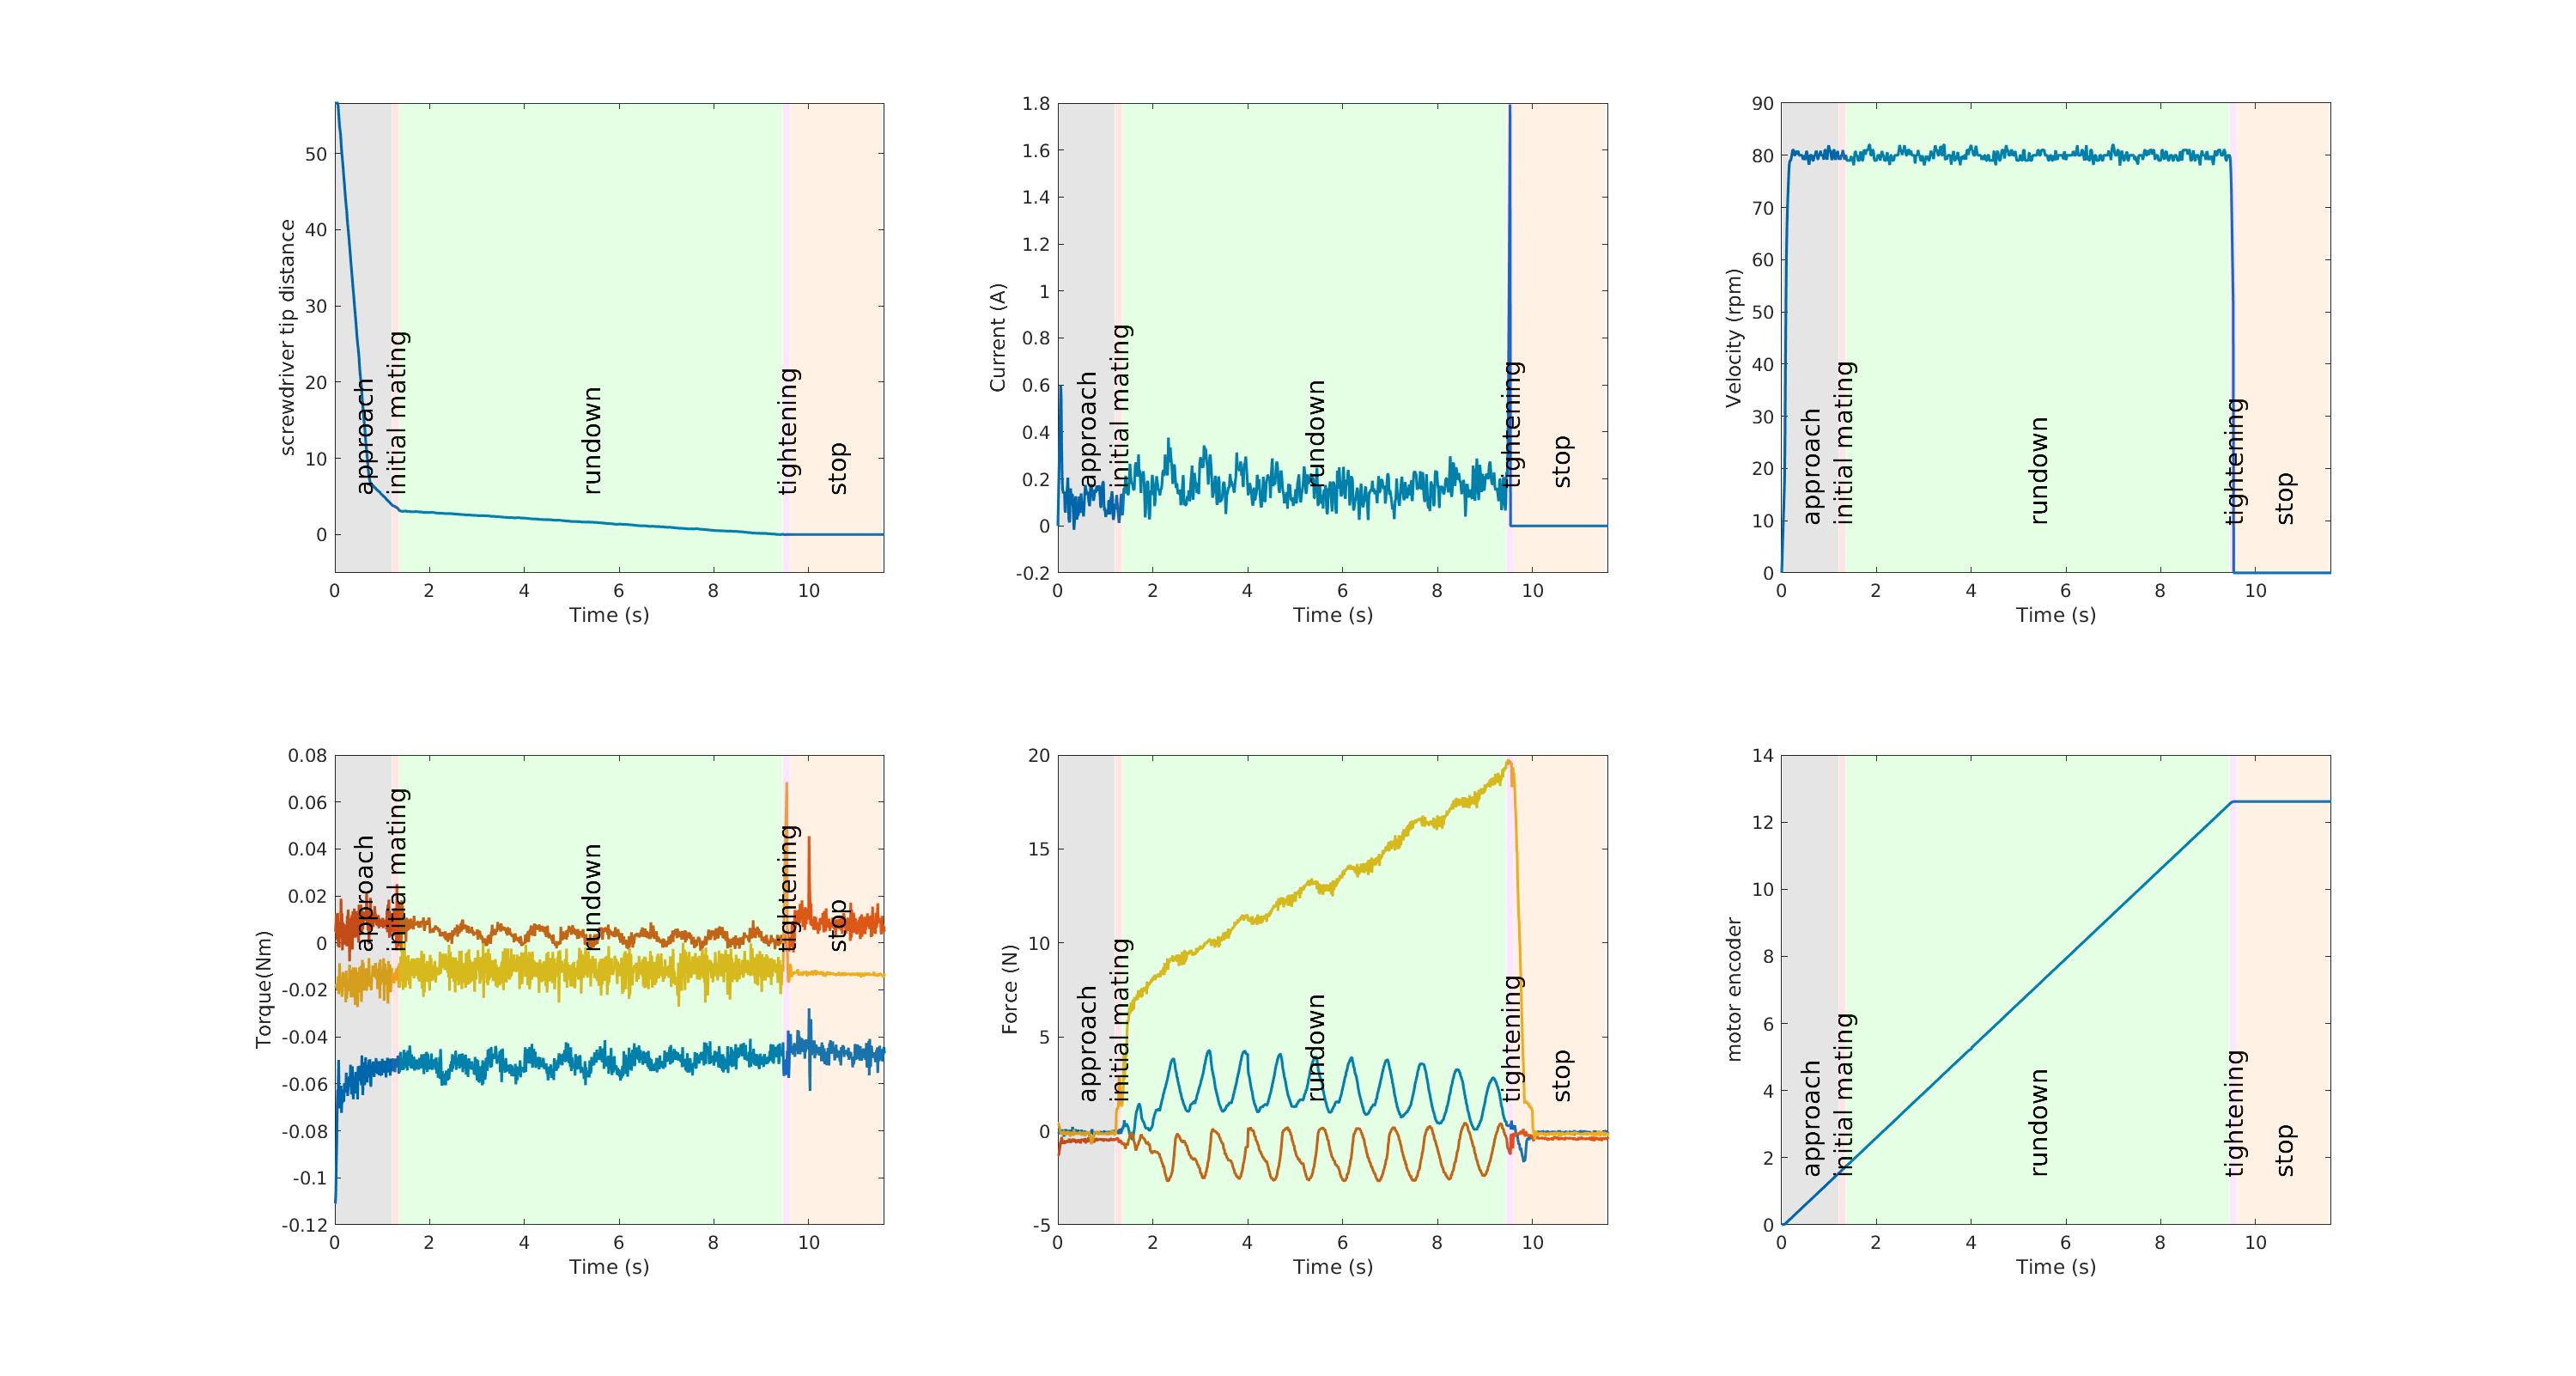 screwdriver tip distance
50
40
30
20
10
0
approach
initial mating
rundown
tightening
stop
0 2 4 6 8 10
Time (s)
Current (A)
1.8
1.6
1.4
1.2
1
0.8
0.6
0.4
0.2
0
-0.2
approach
initial mating
rundown
tightening
stop
0 2 4 6 8 10
Time (s)
Velocity (rpm)
90
80
70
60
50
40
30
20
10
0
approach
initial mating
rundown
tightening
stop
0 2 4 6 8 10
Time (s)
Torque(Nm)
0.08
0.06
0.04
0.02
0
-0.02
-0.04
-0.06
-0.08
-0.1
-0.12
approach
initial mating
rundown
tightening
stop
0 2 4 6 8 10
Time (s)
Force (N)
20
15
10
5
0
-5
approach
initial mating
rundown
tightening
stop
0 2 4 6 8 10
Time (s)
motor encoder
14
12
10
8
6
4
2
0
approach
initial mating
rundown
tightening
stop
0 2 4 6 8 10
Time (s)